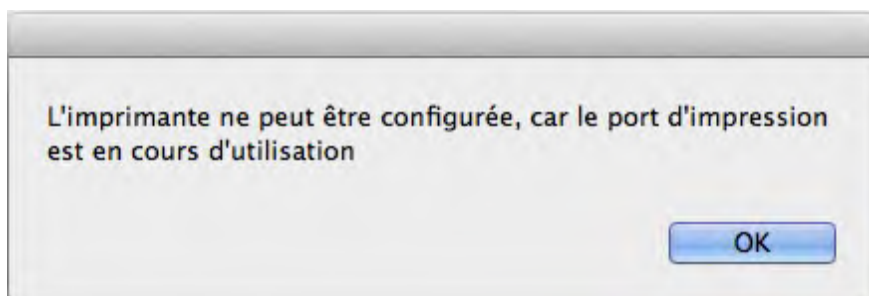 L'imprimante ne peut être configurée, car le port d'impression
est en cours d'utilisation
OK